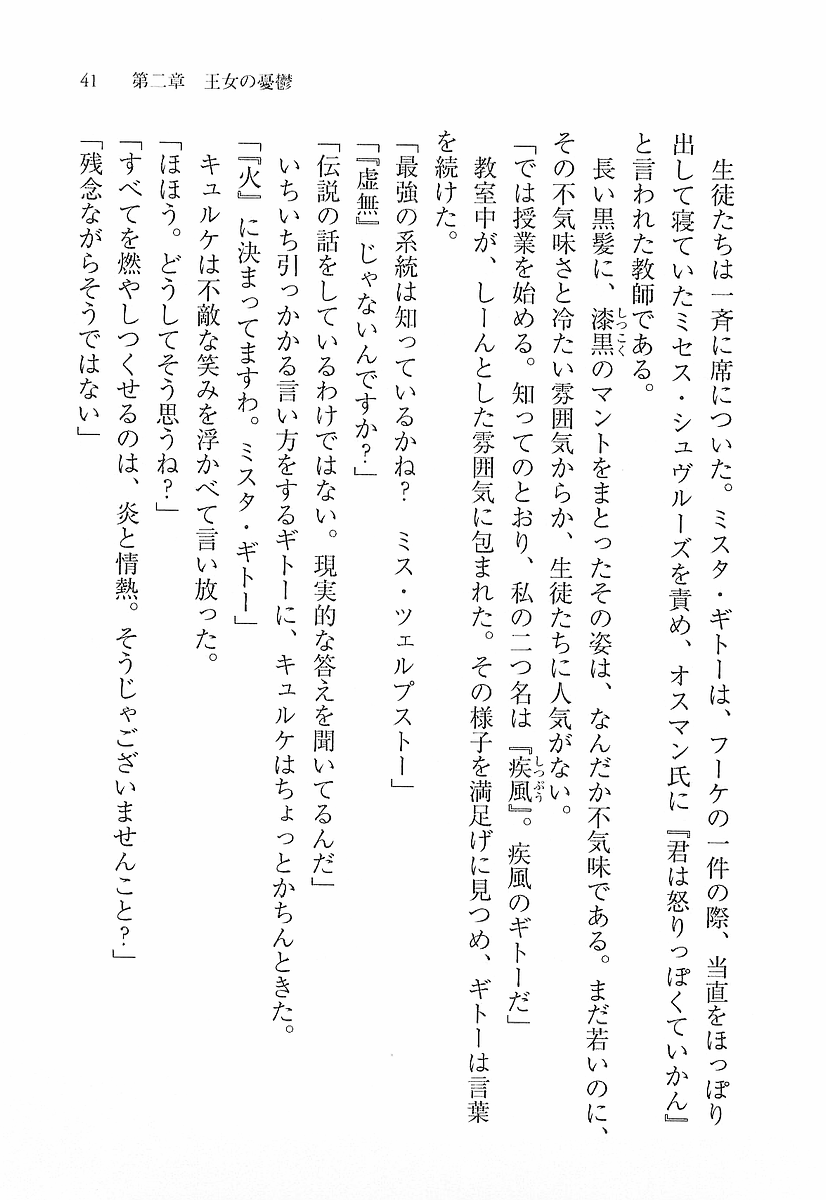 41　第二章　王女の憂鬱
　生徒たちは一斉に席についた。ミスタ・ギトーは、フーケの一件の際、当直をほっぽり
出して寝ていたミセス・シュヴルーズを責め、オスマン氏に『君は怒りっぽくていかん』
と言われた教師である。
　長い黒髪に、漆黒のマントをまとったその姿は、なんだか不気味である。まだ若いのに、
しっこく
その不気味さと冷たい雰囲気からか、生徒たちに人気がない。
「では授業を始める。知ってのとおり、私の二つ名は『疾風』。疾風のギトーだ」
しっぷう
　教室中が、しーんとした雰囲気に包まれた。その様子を満足げに見つめ、ギトーは言葉
を続けた。
「最強の系統は知っているかね？　ミス・ツェルプストー」
「『虚無』じゃないんですか？」
「伝説の話をしているわけではない。現実的な答えを聞いてるんだ」
　いちいち引っかかる言い方をするギトーに、キュルケはちょっとかちんときた。
「『火』に決まってますわ。ミスタ・ギトー」
　キュルケは不敵な笑みを浮かべて言い放った。
「ほほう。どうしてそう思うね？」
「すべてを燃やしつくせるのは、炎と情熱。そうじゃございませんこと？」
「残念ながらそうではない」